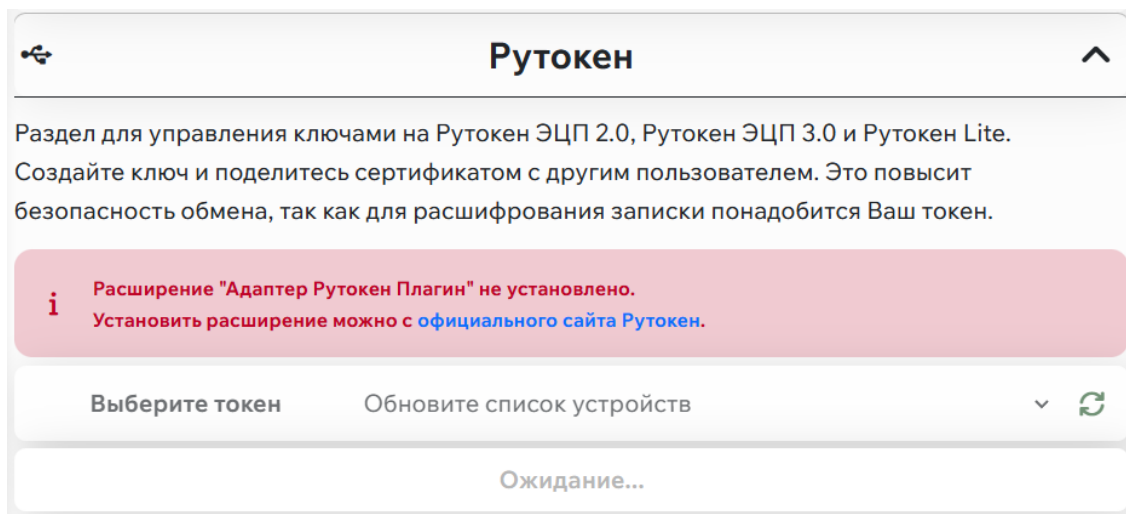 Рутокен
Раздел для управления ключами на Рутокен ЭЦП 2.0, Рутокен ЭЦП 3.0 и Рутокен Lite.
Создайте ключ и поделитесь сертификатом с другим пользователем. Это повысит
безопасность обмена, так как для расшифрования записки понадобится Ваш токен.
Расширение "Адаптер Рутокен Плагин" не установлено.
Установить расширение можно с официального сайта Рутокен.
Выберите токен Обновите список устройств
Ожидание...